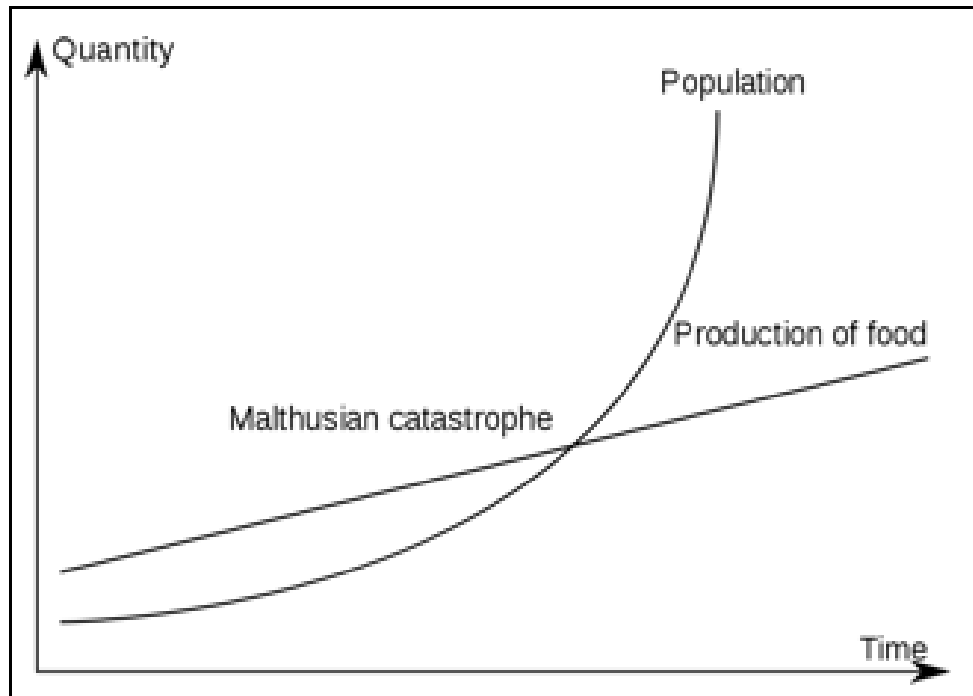 Quantity
Population
Production of food
Malthusian catastrophe
Time